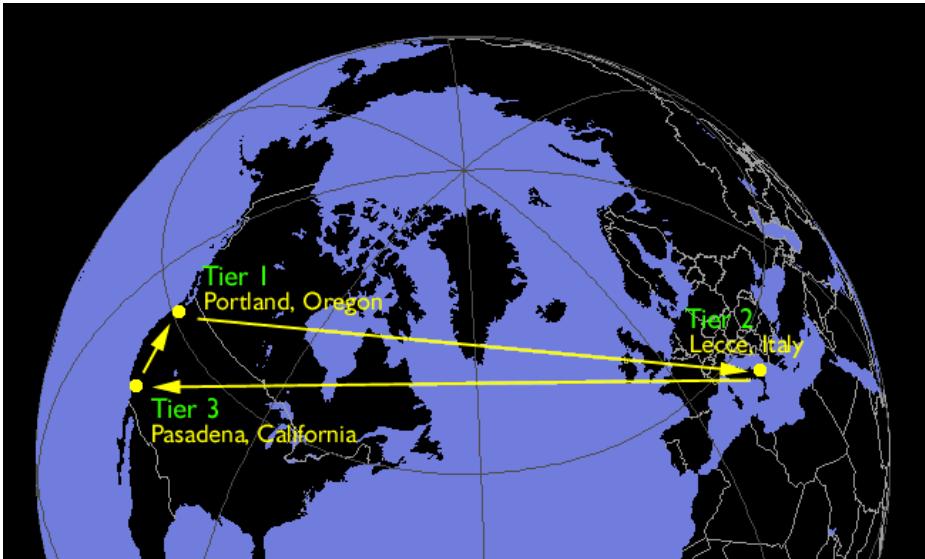 Tier 1
Portland, Oregon
Tier 2
Lecce, Italy
Tier 3
Pasadena, California